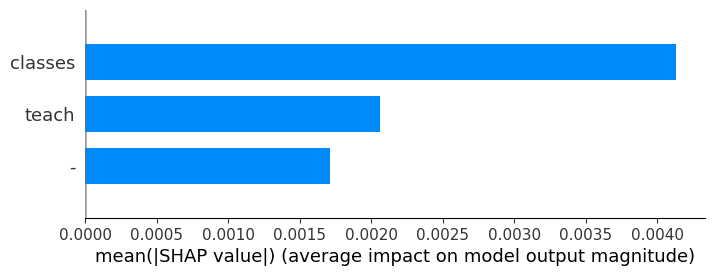 classes
teach
-
0.0000 0.0005 0.0010 0.0015 0.0020 0.0025 0.0030 0.0035 0.0040
mean(|SHAP value|) (average impact on model output magnitude)